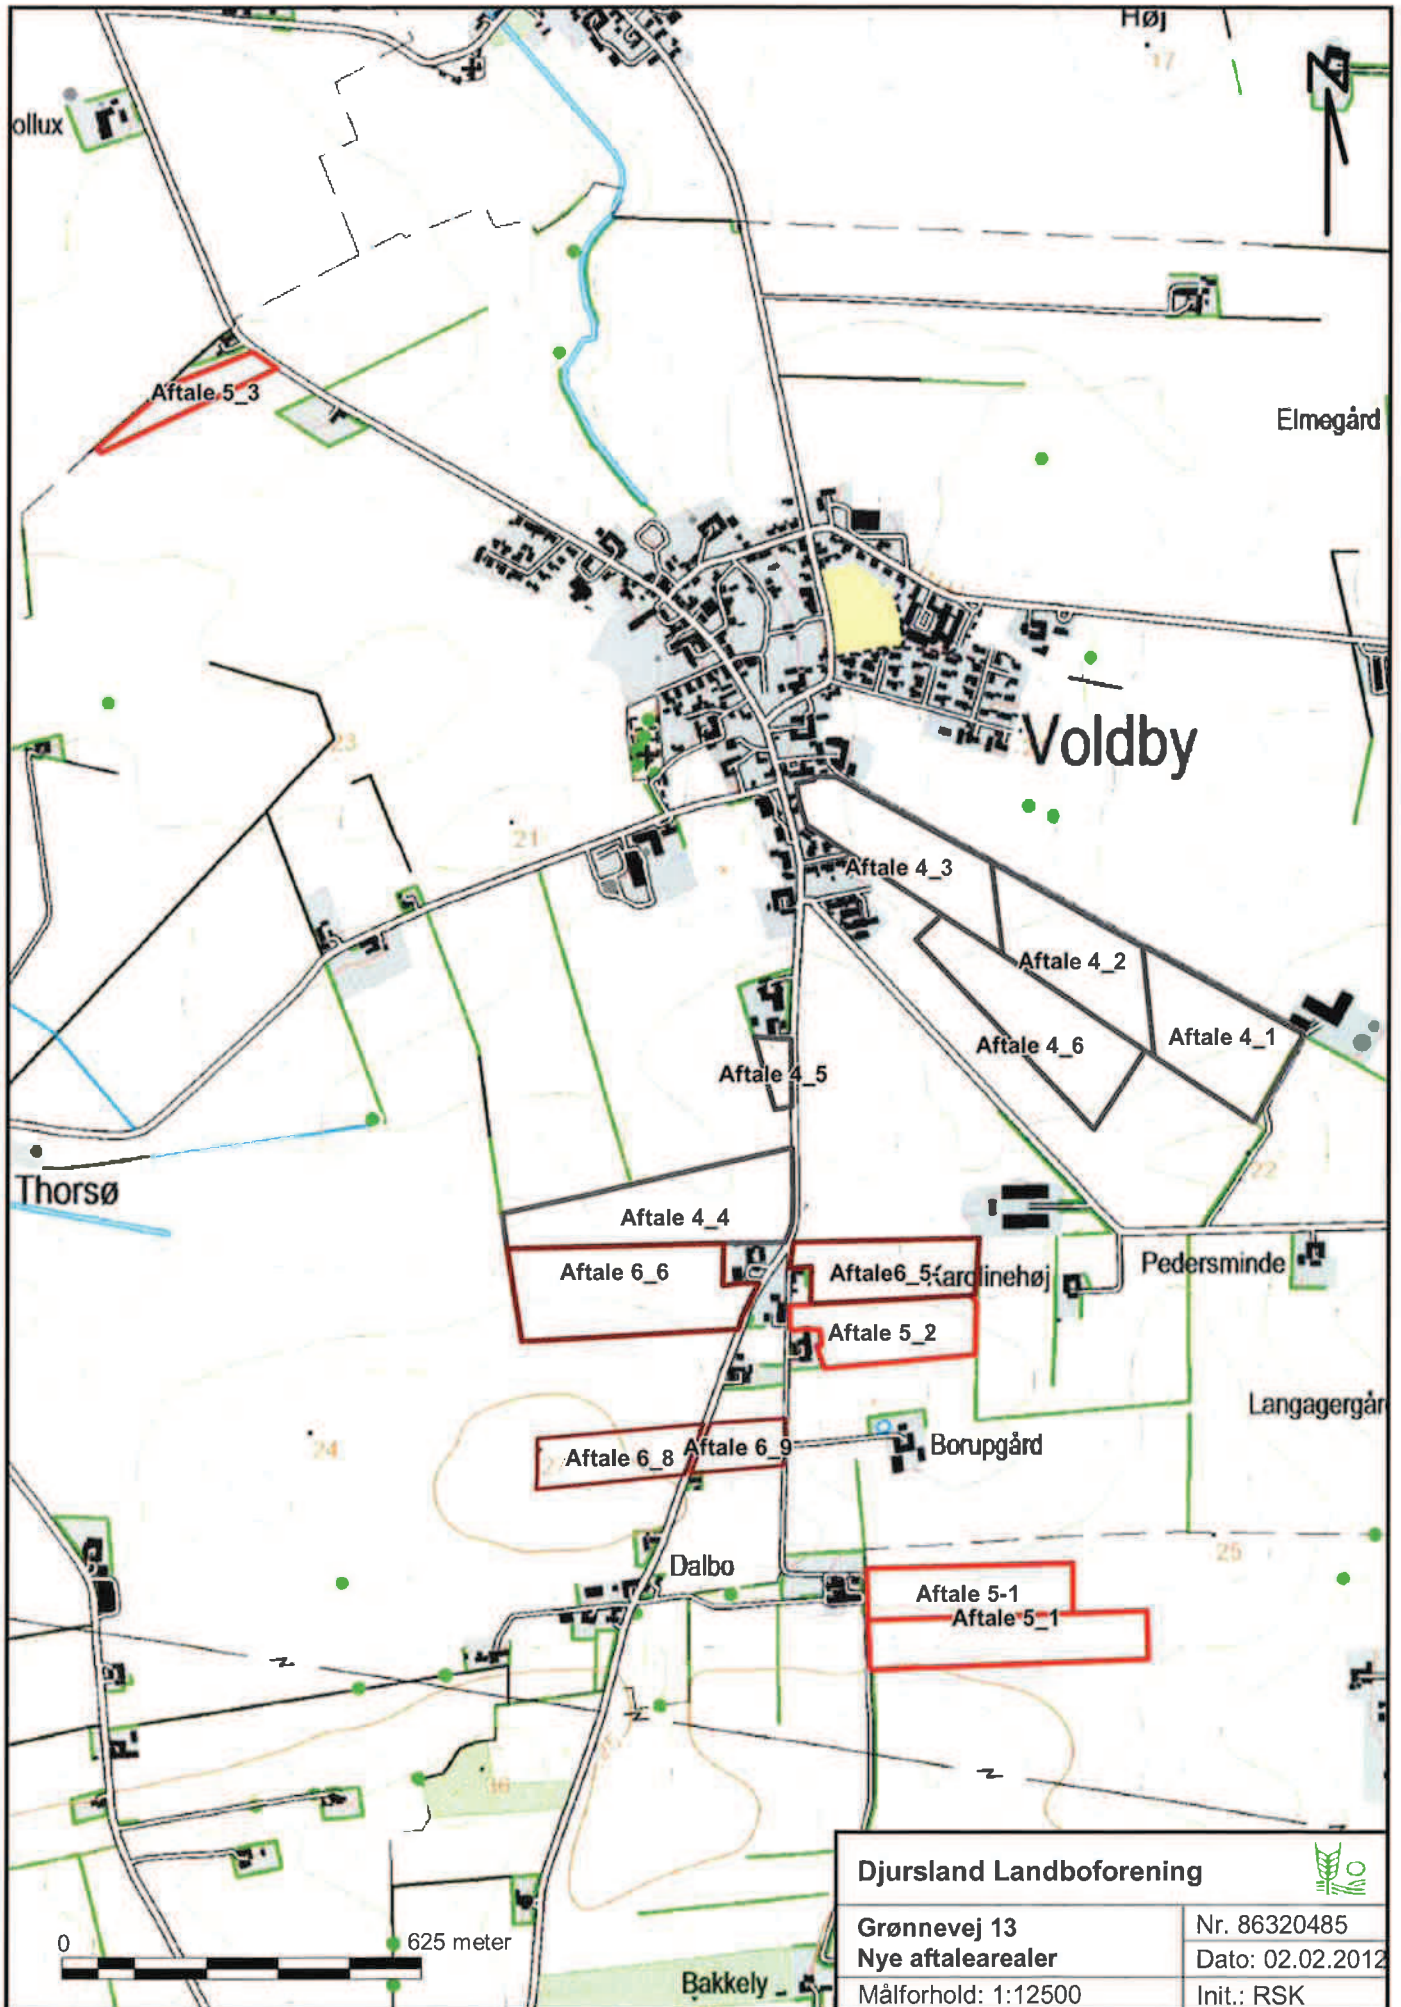 Høj
17
N
ollux
Aftale 5_3
Elmegård
23
Voldby
21
Aftale 4_3
Aftale 4_2
Aftale 4_6
Aftale 4_1
Aftale 4_5
22
Thorsø
Aftale 4_4
Aftale 6_6
Aftale6_5
Karolinehøj
Pedersminde
Aftale 5_2
Langagergår
24
Aftale 6_8
Aftale 6_9
Borupgård
25
Dalbo
Aftale 5-1
Aftale 5_1
25
36
Djursland Landboforening
Grønnevej 13
Nr. 86320485
Nye aftalearealer
Dato: 02.02.2012
0
625 meter
Målforhold: 1:12500
Init.: RSK
Bakkely